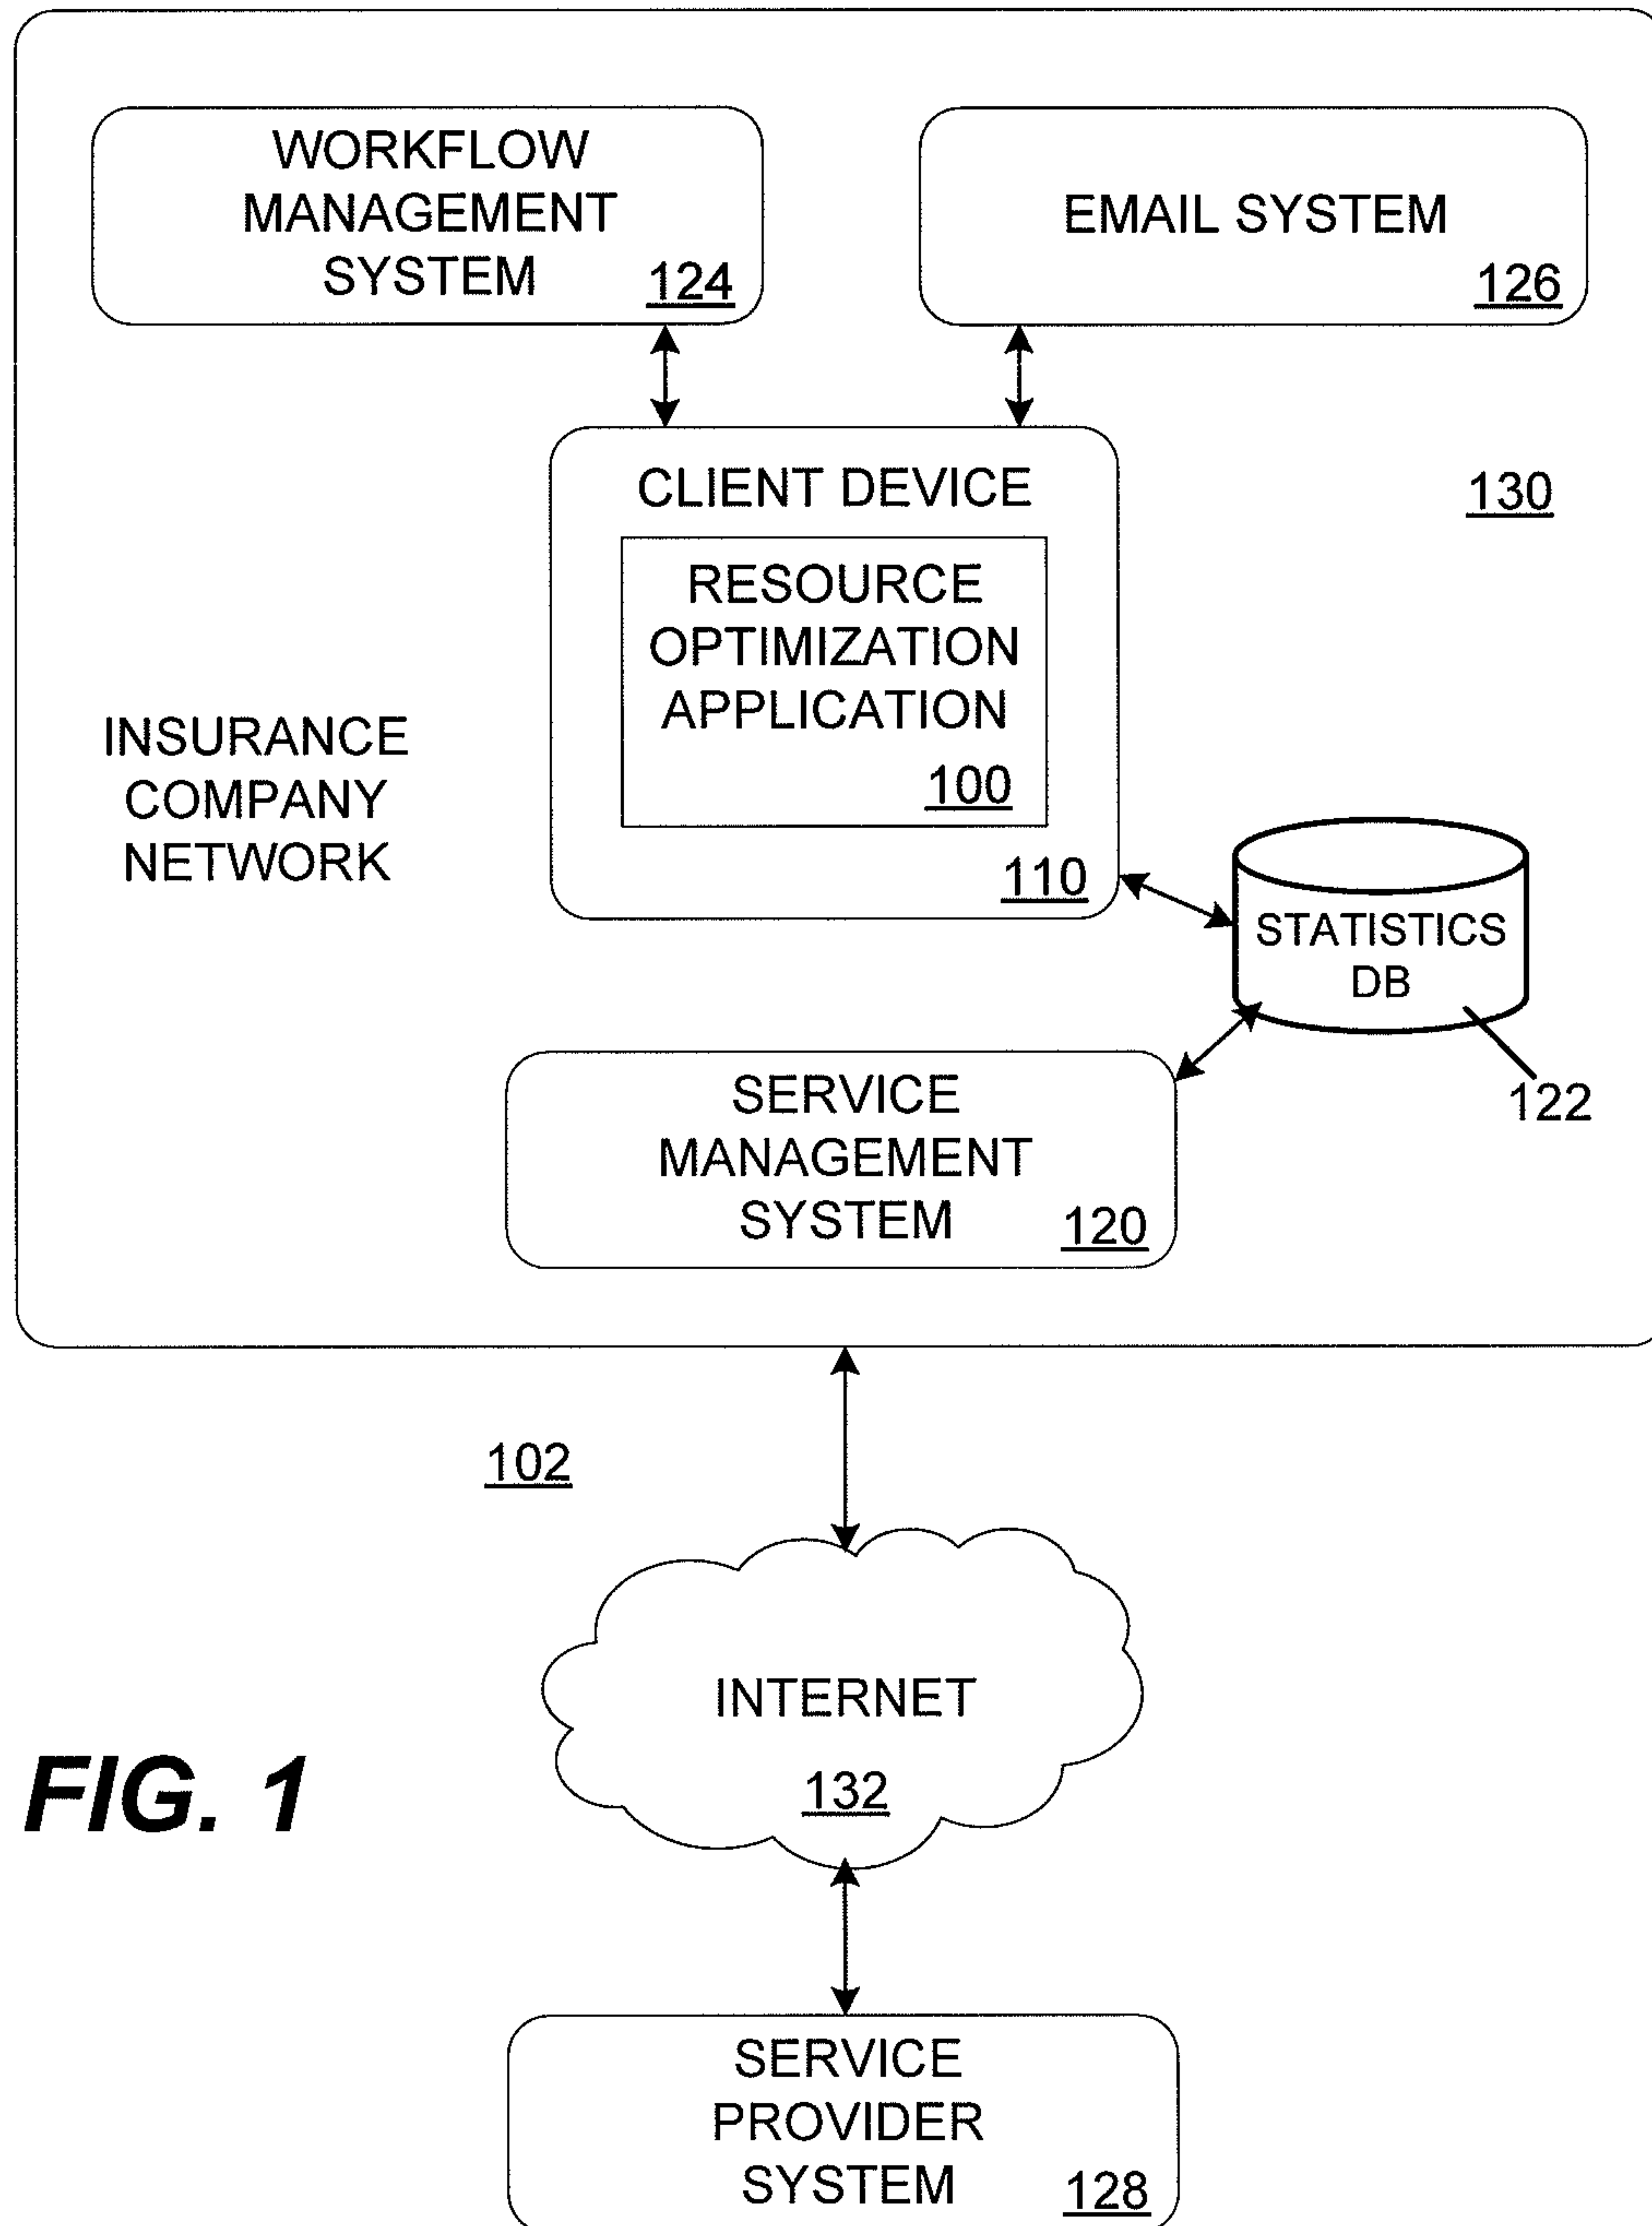 WORKFLOW
MANAGEMENT
SYSTEM
124
EMAIL SYSTEM
126
CLIENT DEVICE
130
RESOURCE
OPTIMIZATION
APPLICATION
100
110
INSURANCE
COMPANY
NETWORK
STATISTICS
DB
122
SERVICE
MANAGEMENT
SYSTEM
120
102
INTERNET
132
FIG. 1
SERVICE
PROVIDER
SYSTEM
128